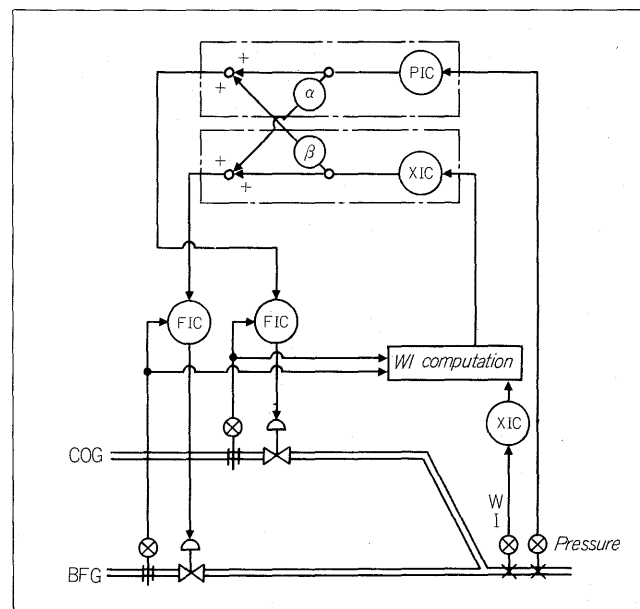 +
+
PIC
α
β
+
+
XIC
FIC
FIC
WI computation
XIC
COG
W
I
Pressure
BFG